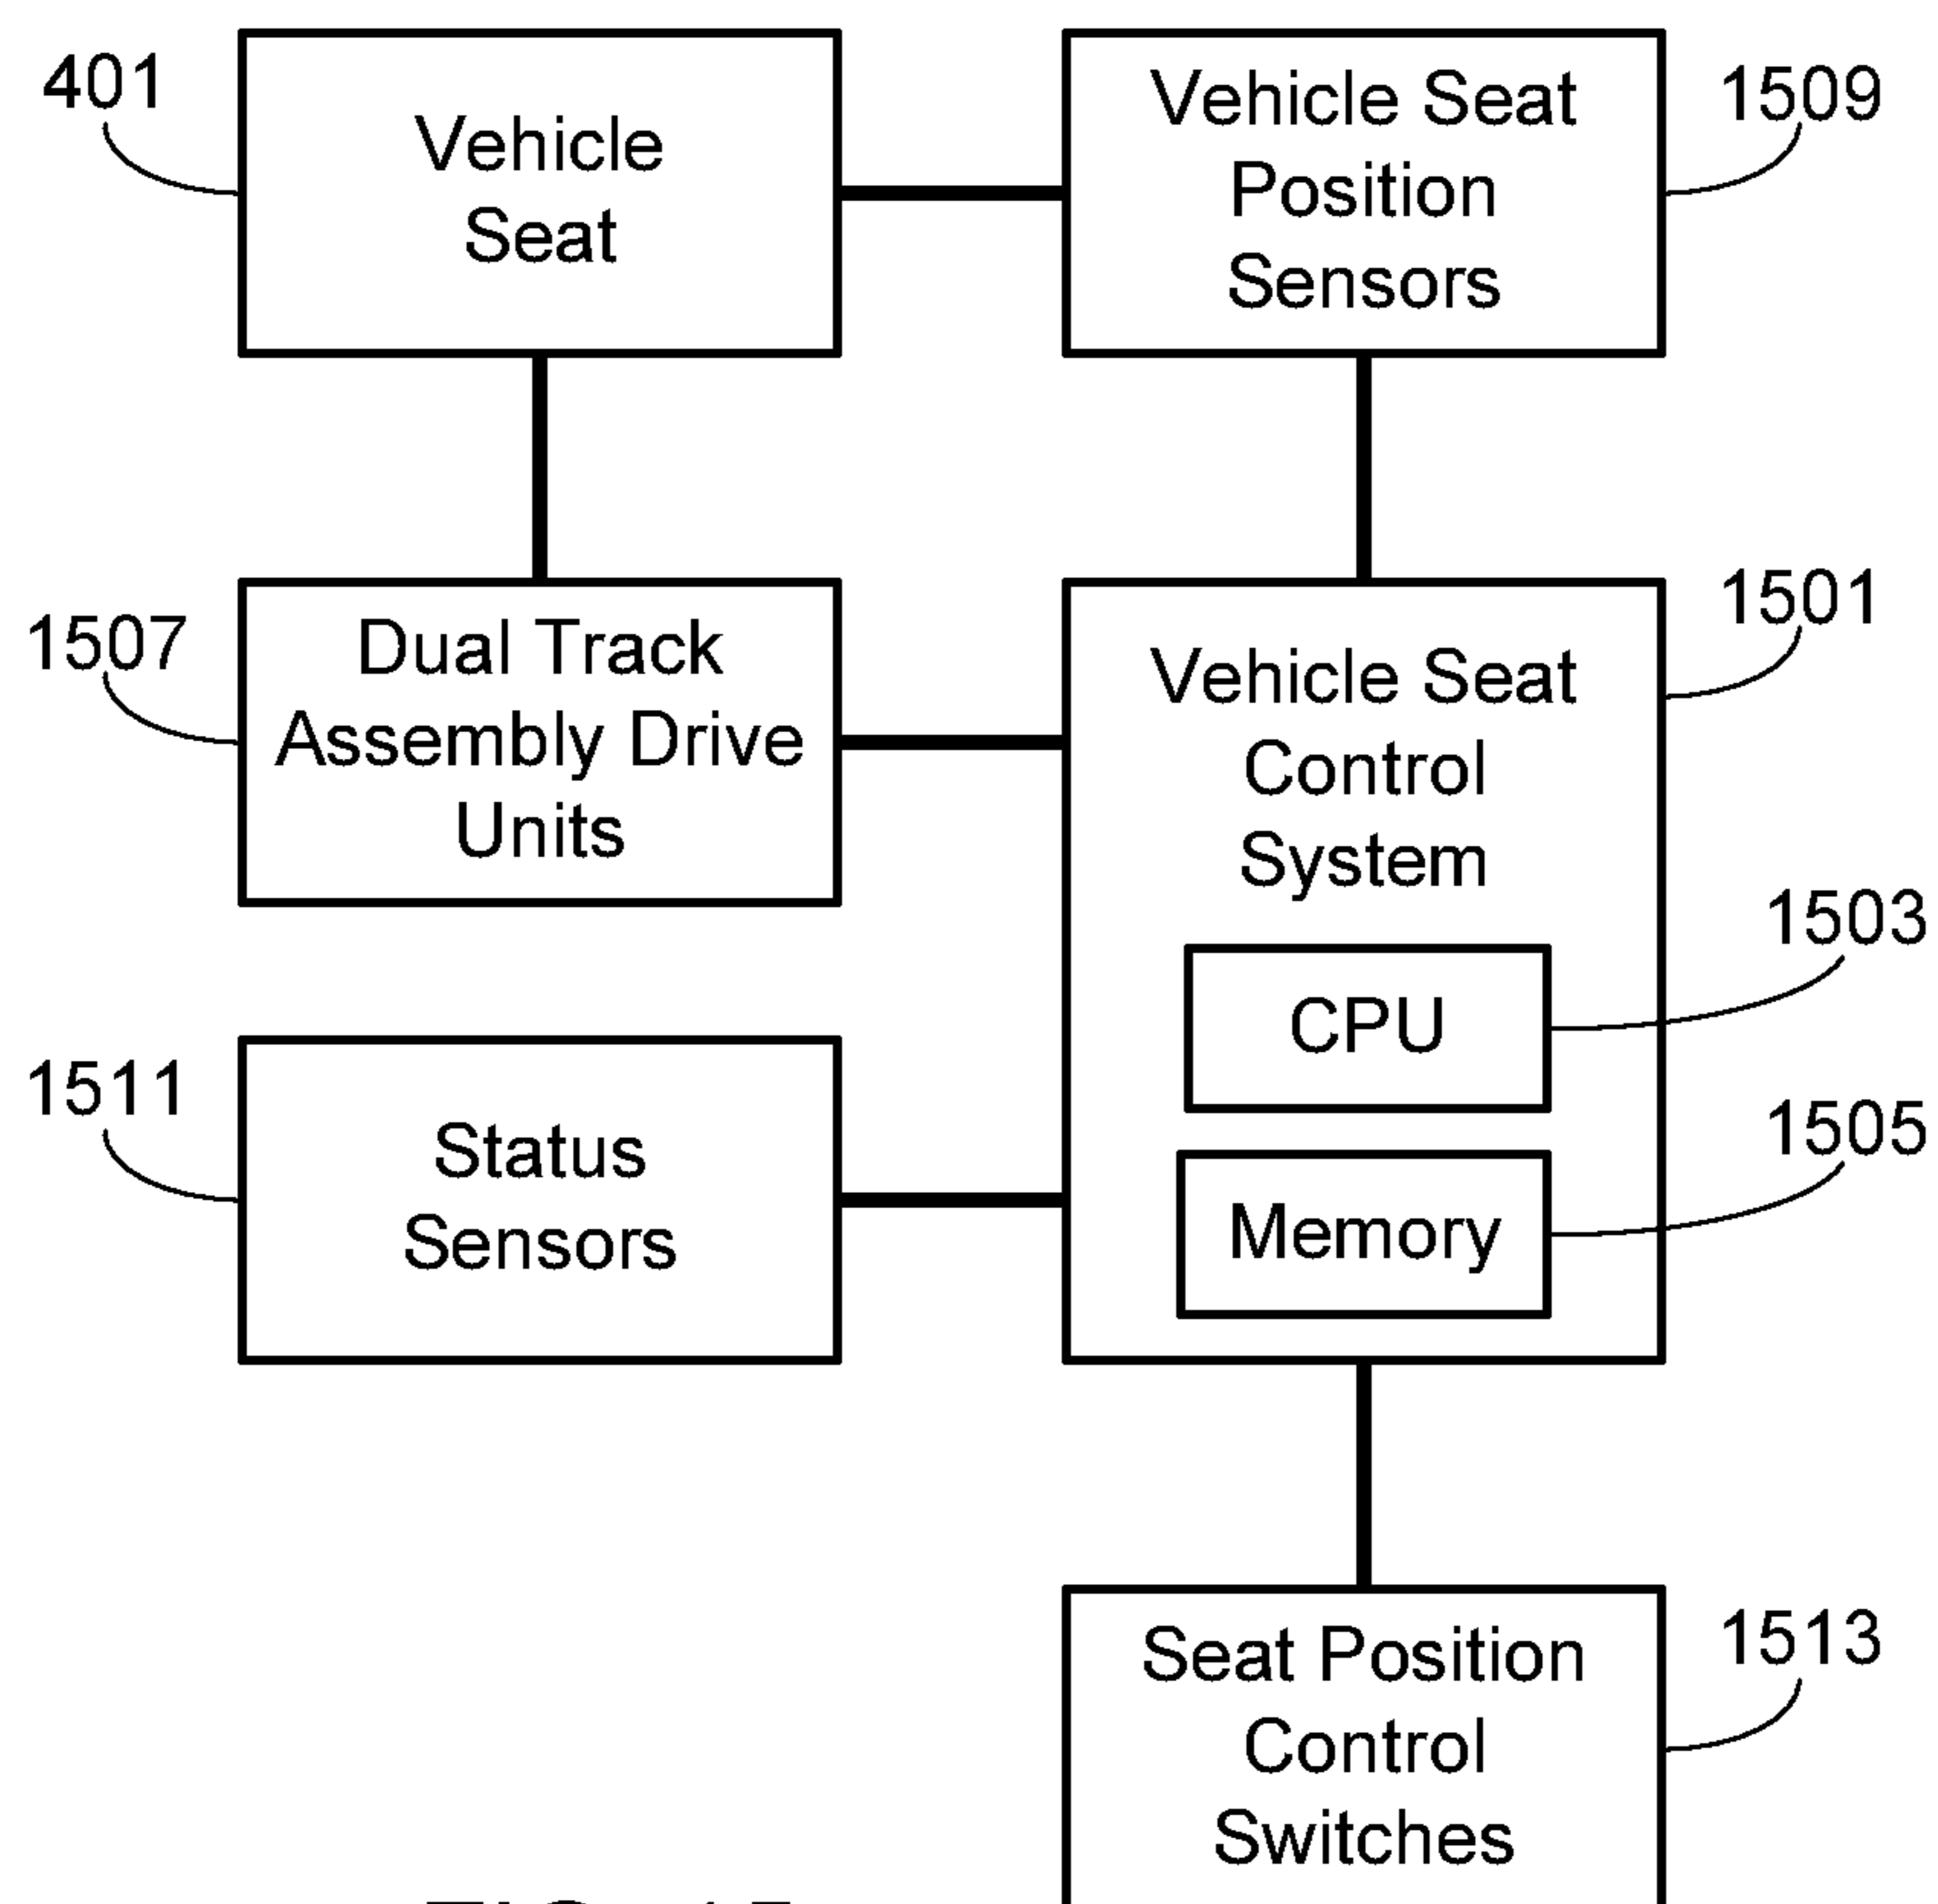 401
Vehicle
Seat
Vehicle Seat
Position
Sensors
1509
1507
Dual Track
Assembly Drive
Units
Vehicle Seat
Control
System
1501
CPU
1503
Memory
1505
1511
Status
Sensors
Seat Position
Control
Switches
1513